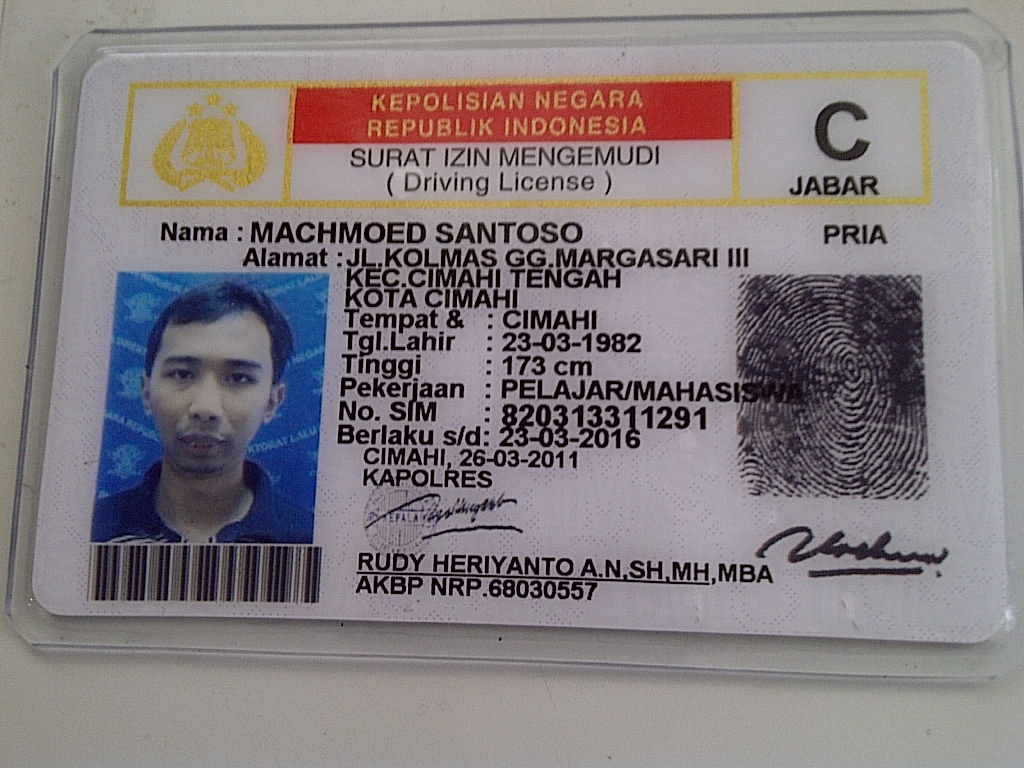 KEPOLISIAN NEGARA
REPUBLIK INDONESIA
SURAT IZIN MENGEMUDI
( Driving License )
C
JABAR
Nama : MACHMOED SANTOSO
PRIA
Alamat : JL.KOLMAS GG.MARGASARI III
KEC.CIMAHI TENGAH
KOTA CIMAHI
Tempat & : CIMAHI
Tgl.Lahir : 23-03-1982
Tinggi : 173 cm
Pekerjaan : PELAJAR/MAHASISWA
No. SIM : 820313311291
Berlaku s/d: 23-03-2016
CIMAHI, 26-03-2011
KAPOLRES
RUDY HERIYANTO A.N,SH,MH,MBA
AKBP NRP.68030557